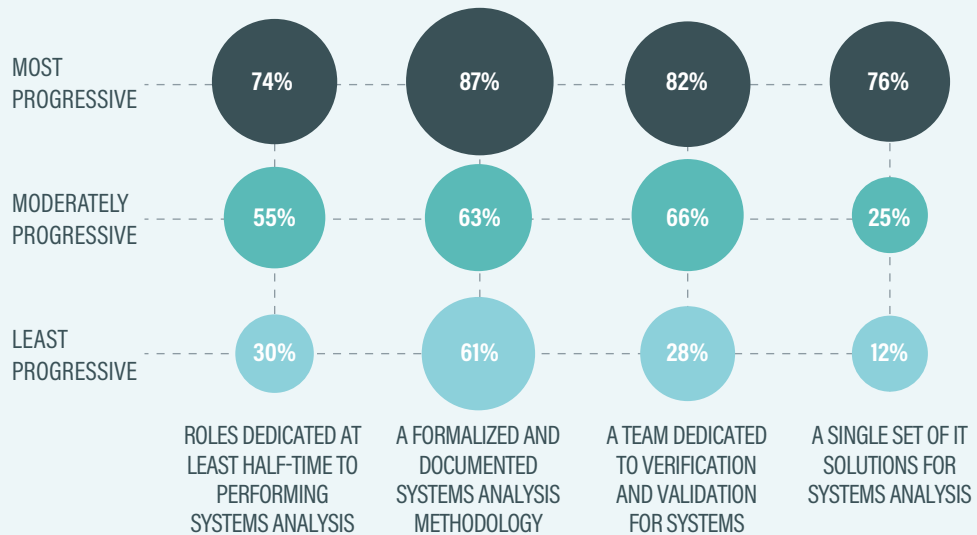 MOST
PROGRESSIVE
74%
87%
82%
76%
MODERATELY
PROGRESSIVE
55%
63%
66%
25%
LEAST
PROGRESSIVE
30%
61%
28%
12%
ROLES DEDICATED AT
LEAST HALF-TIME TO
PERFORMING
SYSTEMS ANALYSIS
A FORMALIZED AND
DOCUMENTED
SYSTEMS ANALYSIS
METHODOLOGY
A TEAM DEDICATED
TO VERIFICATION
AND VALIDATION
FOR SYSTEMS
A SINGLE SET OF IT
SOLUTIONS FOR
SYSTEMS ANALYSIS